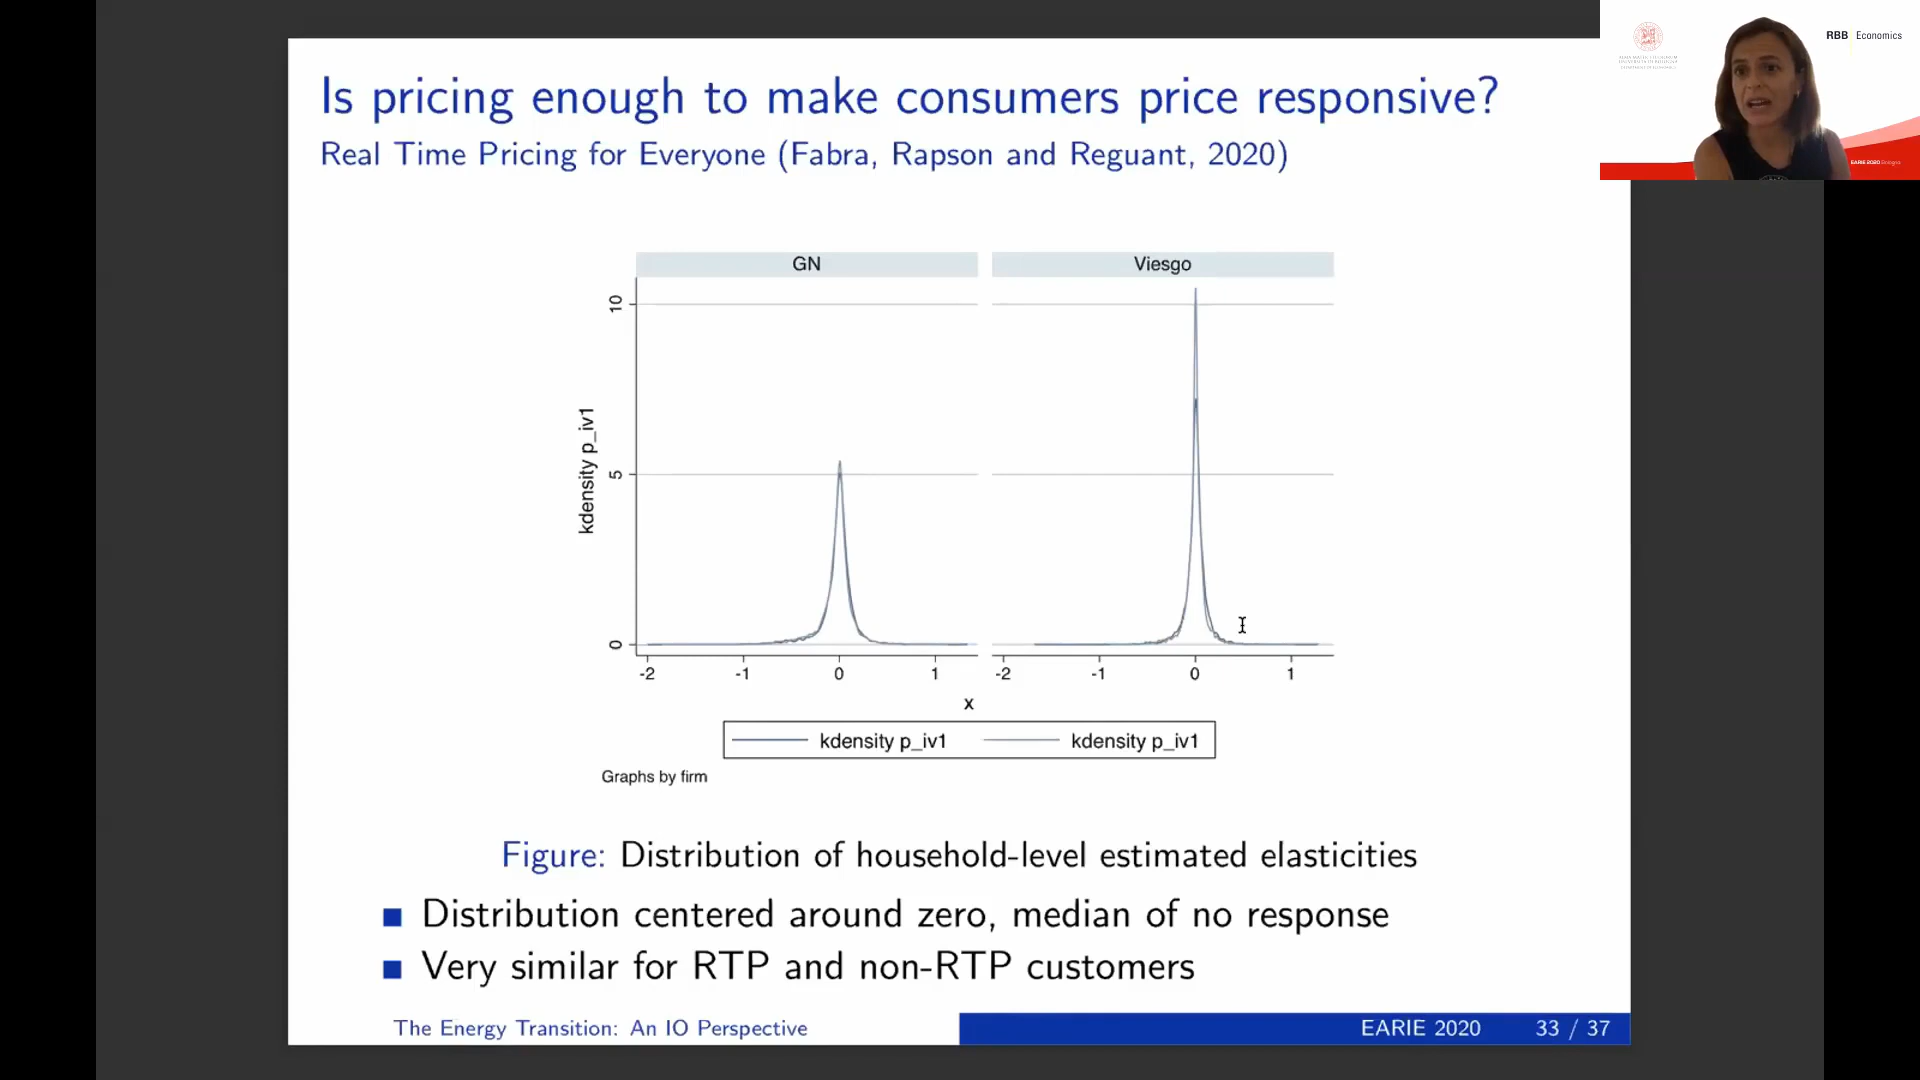 Is pricing enough to make consumers price responsive?
Real Time Pricing for Everyone (Fabra, Rapson and Reguant, 2020)
RBB Economics
EARIE 2020 Bologna
GN
Viesgo
kdensity p_iv1
10
5
0
-2 -1 0 1
-2 -1 0 1
x
kdensity p_iv1 kdensity p_iv1
Graphs by firm
Figure: Distribution of household-level estimated elasticities
Distribution centered around zero, median of no response
Very similar for RTP and non-RTP customers
The Energy Transition: An IO Perspective
EARIE 2020 33 / 37